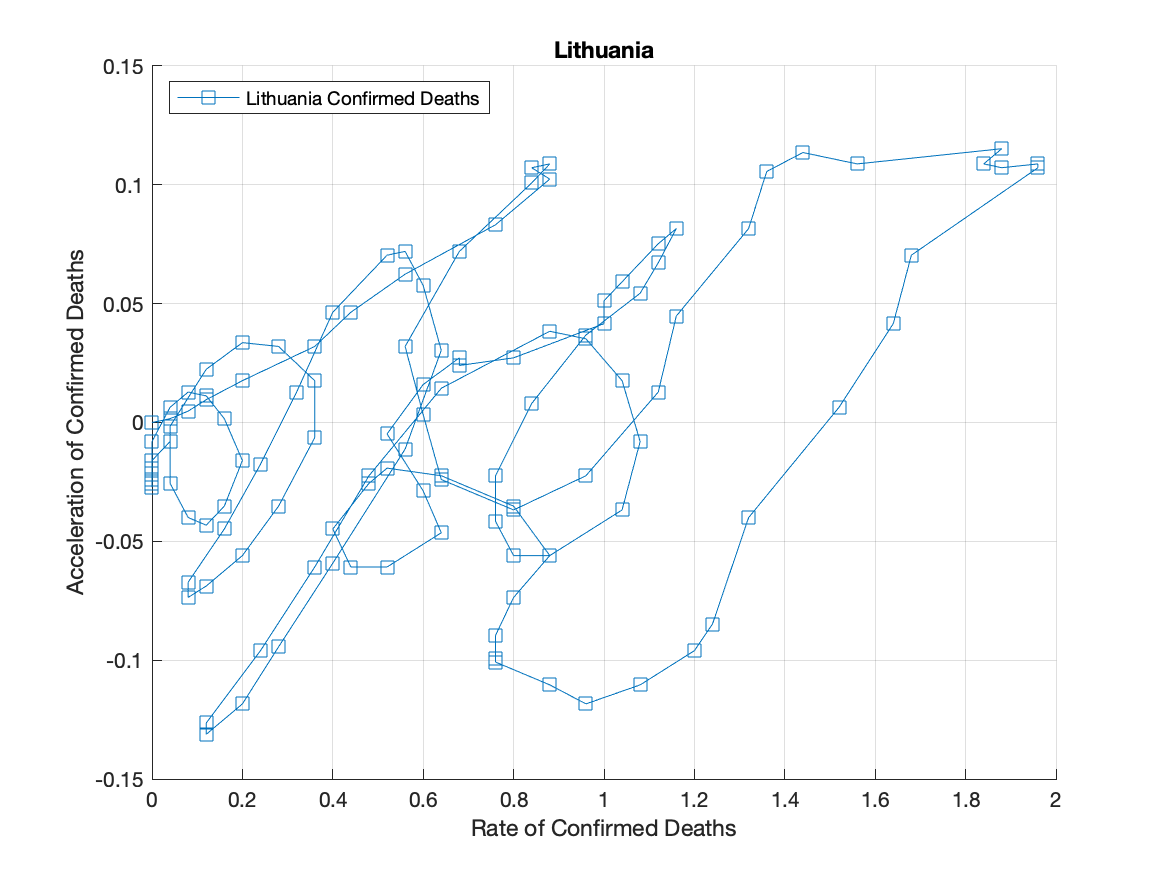 Lithuania
0.15
Lithuania Confirmed Deaths
0.1
0.05
0
-0.05
-0.1
-0.15
Acceleration of Confirmed Deaths
0 0.2 0.4 0.6 0.8 1 1.2 1.4 1.6 1.8 2
Rate of Confirmed Deaths